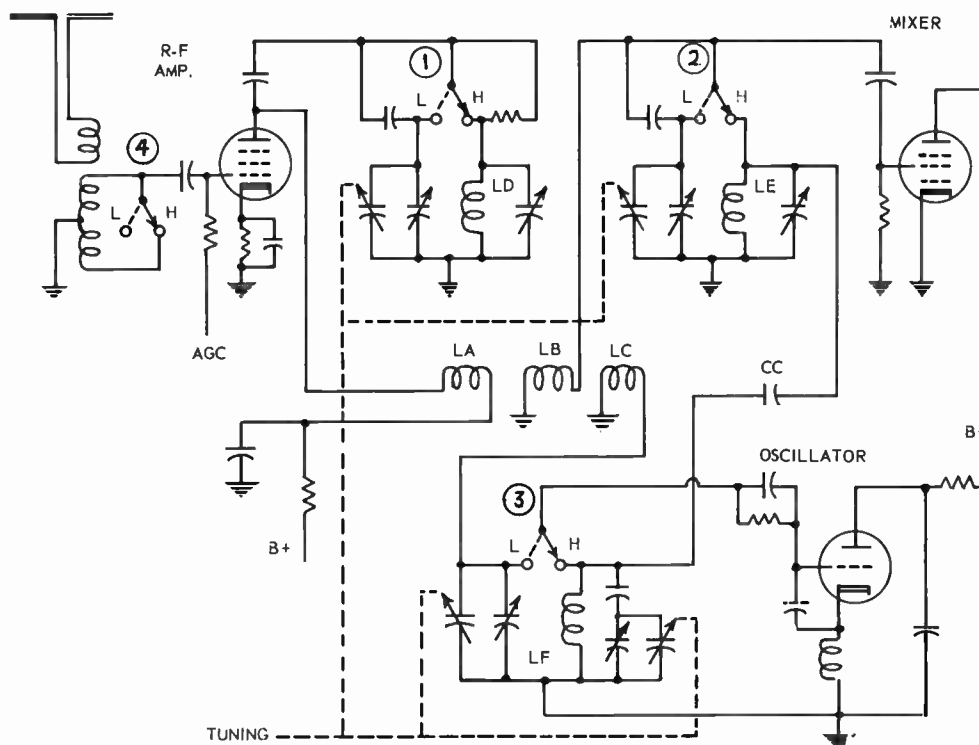 MIXER
R-F
AMP.
1
2
L
H
L
H
4
L
H
LD
LE
AGC
LA
LB
LC
CC
B+
OSCILLATOR
3
L
H
B+
LF
TUNING